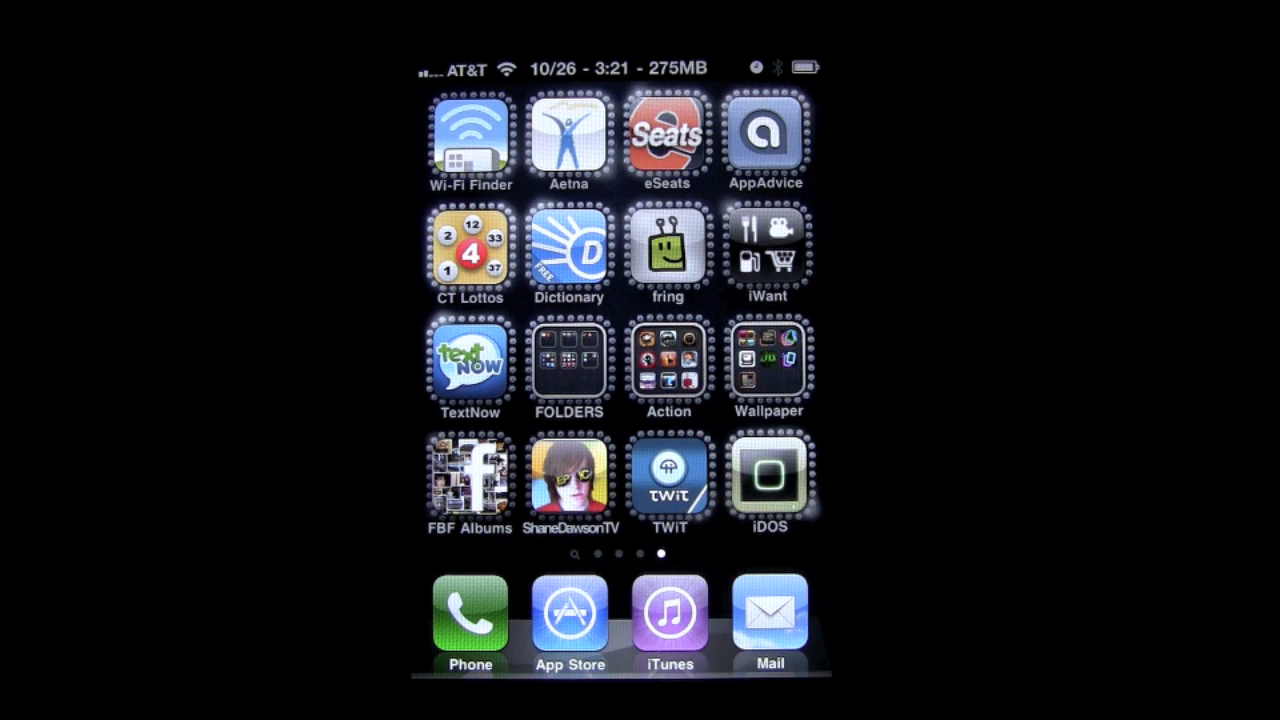 AT&T 10/26 - 3:21 - 275MB
Seats
a
Wi-Fi Finder Aetna eSeats AppAdvice
12
2 33
4
1 37
D
FREE
CT Lottos Dictionary fring iWant
text
NOW
TextNow FOLDERS Action Wallpaper
f
EPIC
TWiT
FBF Albums ShaneDawsonTV TWiT iDOS
Phone App Store iTunes Mail